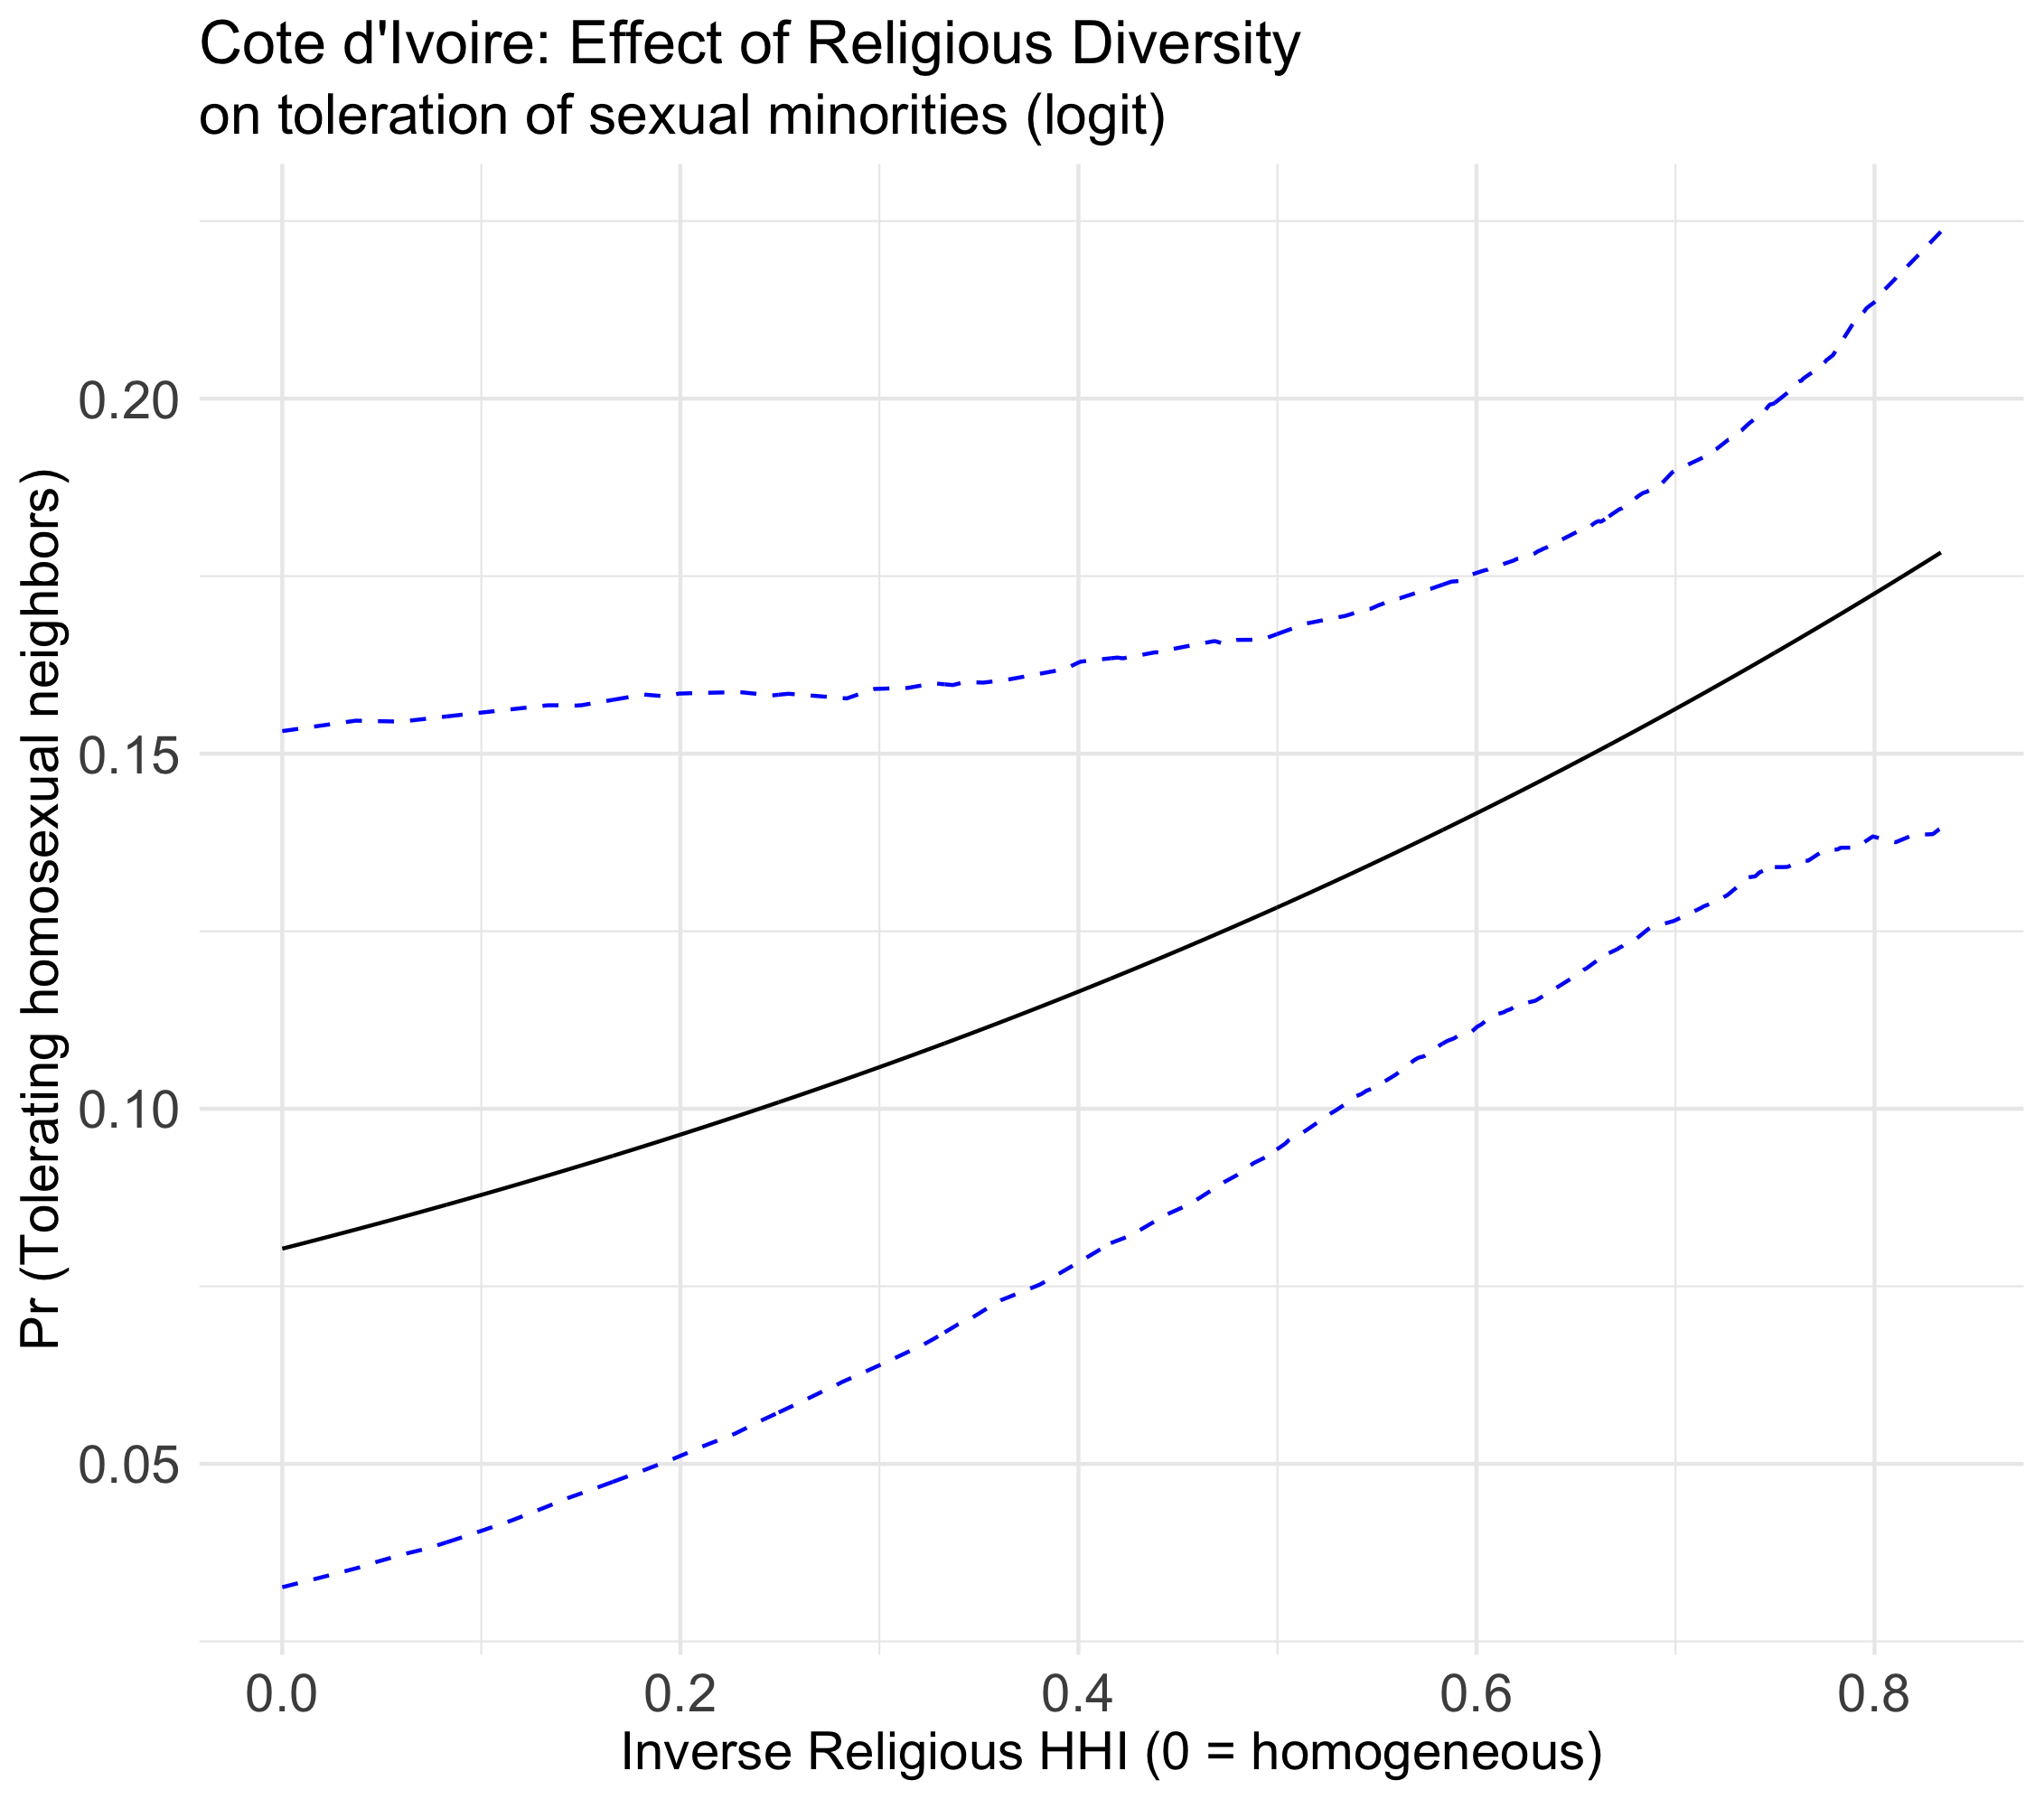 Cote d'Ivoire: Effect of Religious Diversity
on toleration of sexual minorities (logit)
Pr (Tolerating homosexual neighbors)
0.20
0.15
0.10
0.05
0.0 0.2 0.4 0.6 0.8
Inverse Religious HHI (0 = homogeneous)